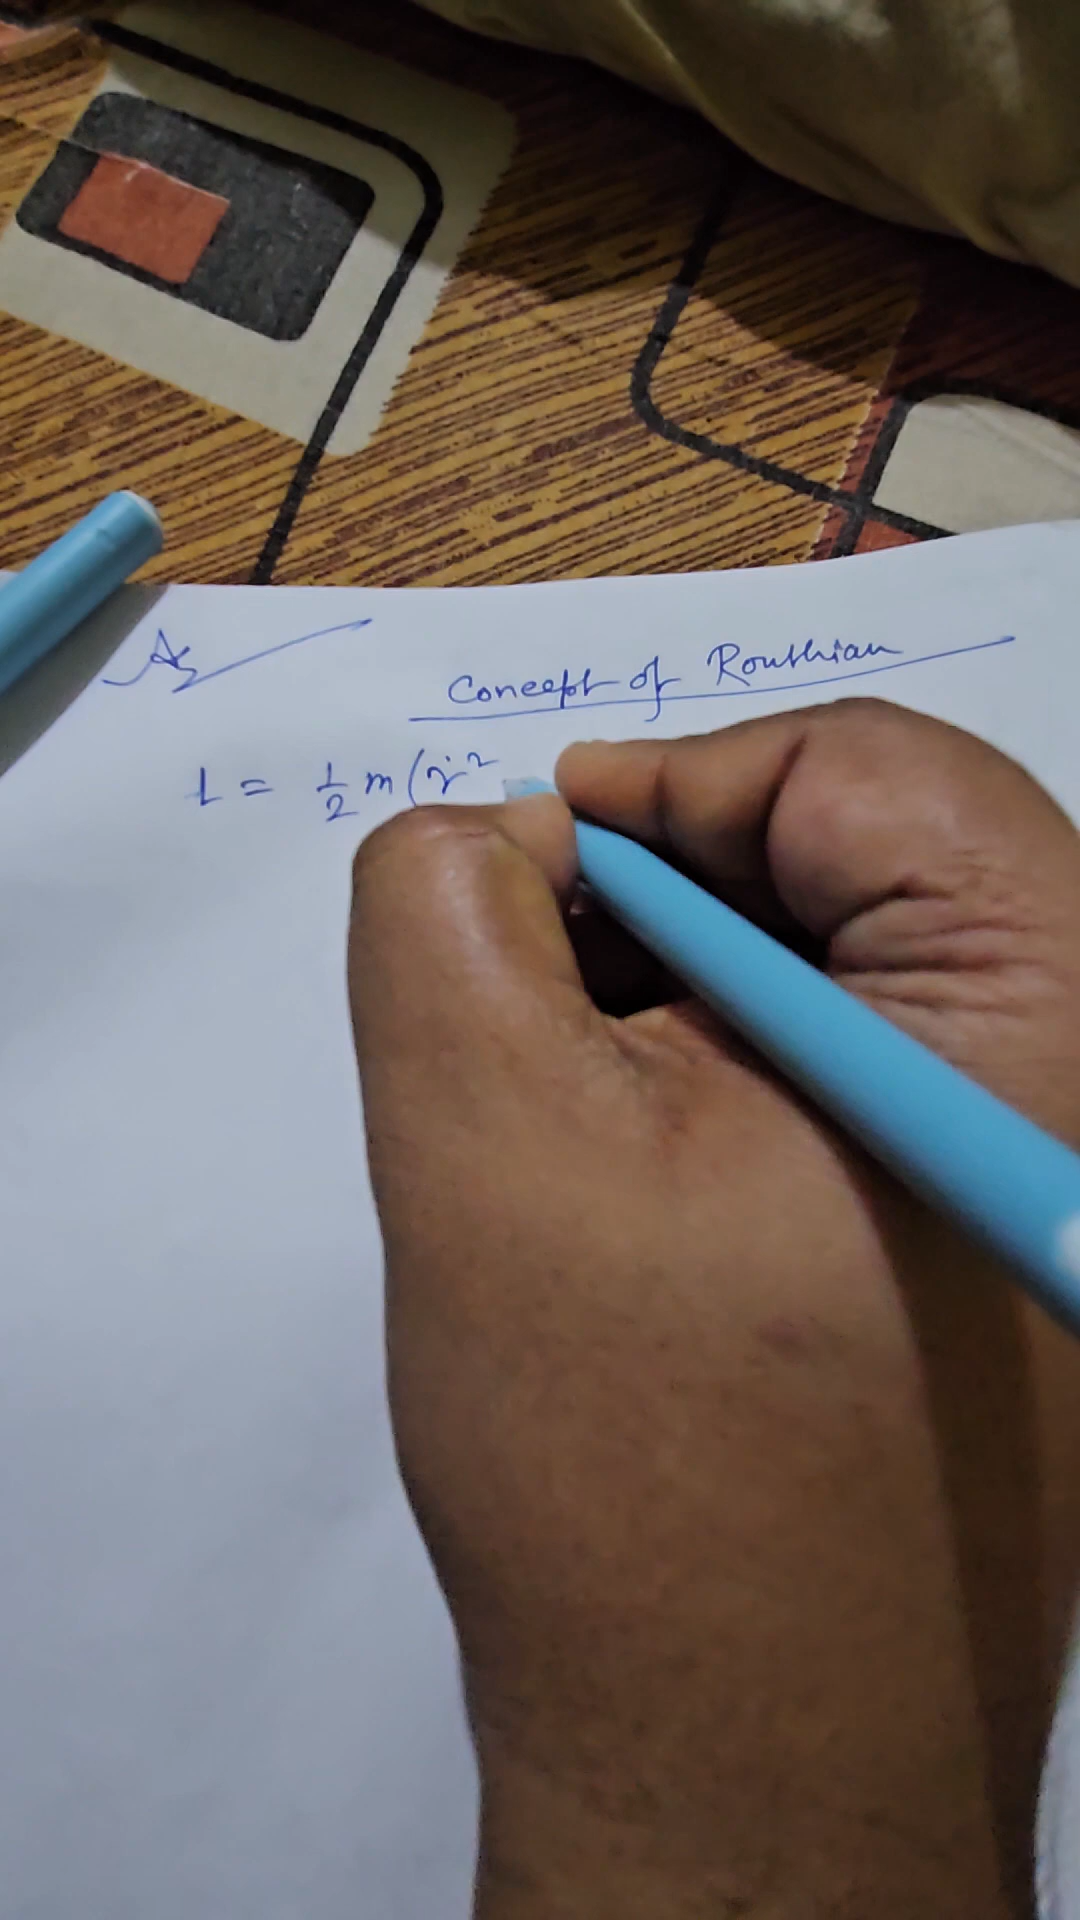 Concept of Routhian
L = 1/2 m(ṙ²